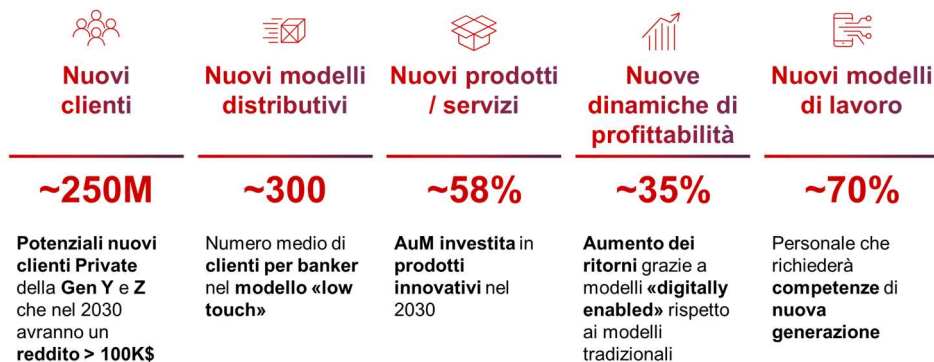 Nuovi
clienti
~250M
Potenziali nuovi
clienti Private
della Gen Y e Z
che nel 2030
avranno un
reddito > 100K$
Nuovi modelli
distributivi
~300
Numero medio di
clienti per banker
nel modello «low
touch»
Nuovi prodotti
/ servizi
~58%
AuM investita in
prodotti
innovativi nel
2030
Nuove
dinamiche di
profittabilità
~35%
Aumento dei
ritorni grazie a
modelli «digitally
enabled» rispetto
ai modelli
tradizionali
Nuovi modelli
di lavoro
~70%
Personale che
richiederà
competenze di
nuova
generazione